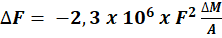 ΔF = −2,3 x 10⁶ x F² ΔM/A